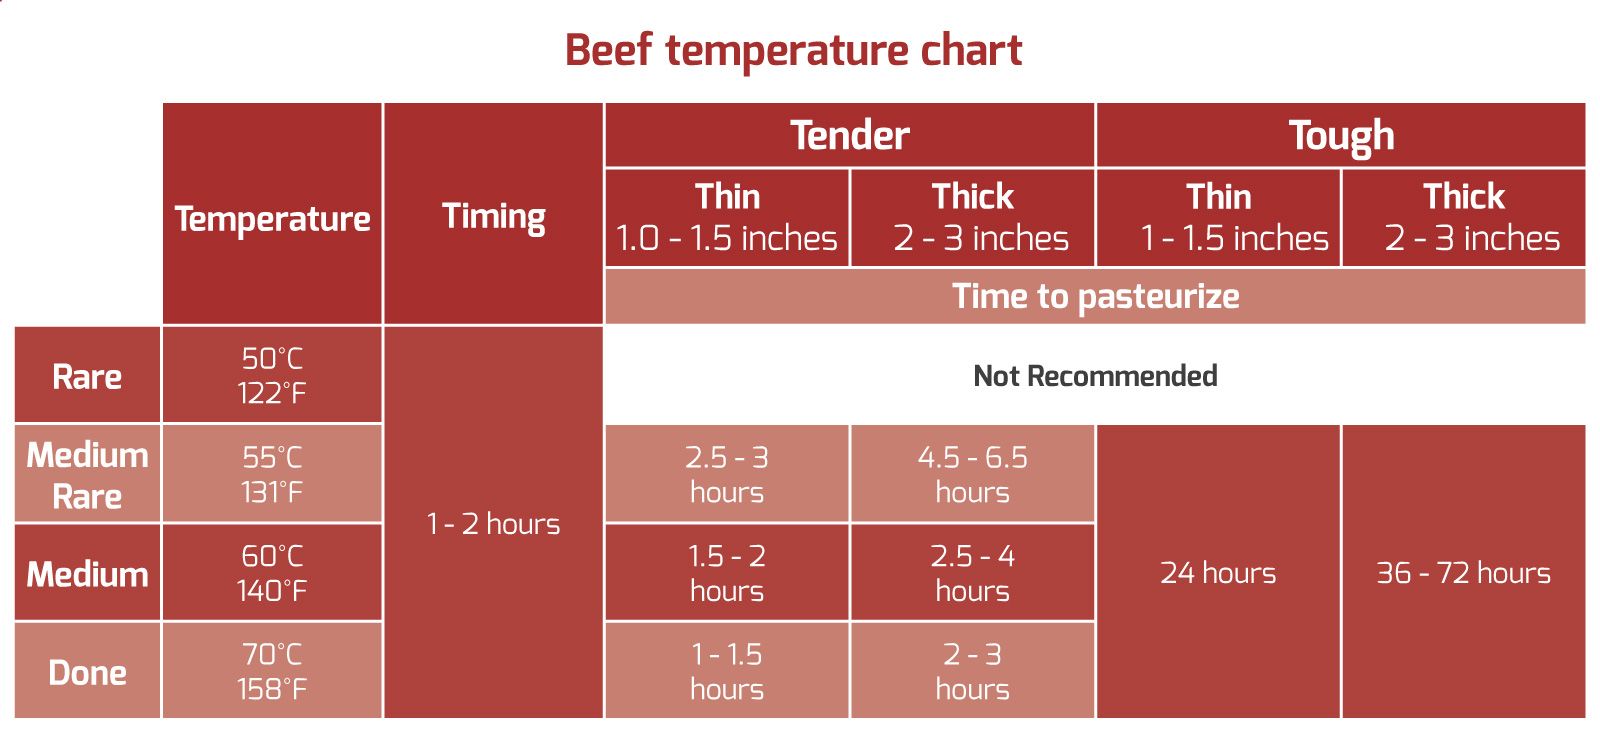 Beef temperature chart
Temperature
Timing
Tender
Tough
Thin
1.0 - 1.5 inches
Thick
2 - 3 inches
Thin
1 - 1.5 inches
Thick
2 - 3 inches
Time to pasteurize
Rare
50°C
122°F
1 - 2 hours
Not Recommended
Medium
Rare
55°C
131°F
2.5 - 3
hours
4.5 - 6.5
hours
24 hours
36 - 72 hours
Medium
60°C
140°F
1.5 - 2
hours
2.5 - 4
hours
Done
70°C
158°F
1 - 1.5
hours
2 - 3
hours